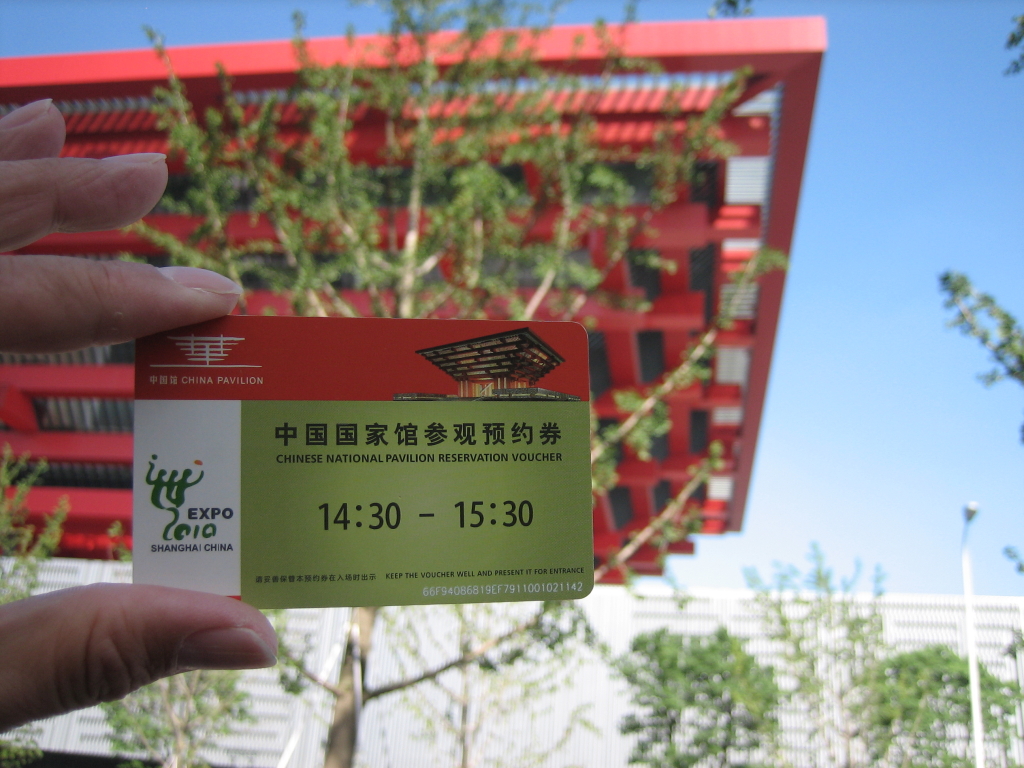 中国馆 CHINA PAVILION
中国国家馆参观预约券
CHINESE NATIONAL PAVILION RESERVATION VOUCHER
EXPO
2010
SHANGHAI CHINA
14:30 - 15:30
请妥善保管本预约券在入场时出示 KEEP THE VOUCHER WELL AND PRESENT IT FOR ENTRANCE
66F94086819EF7911001021142